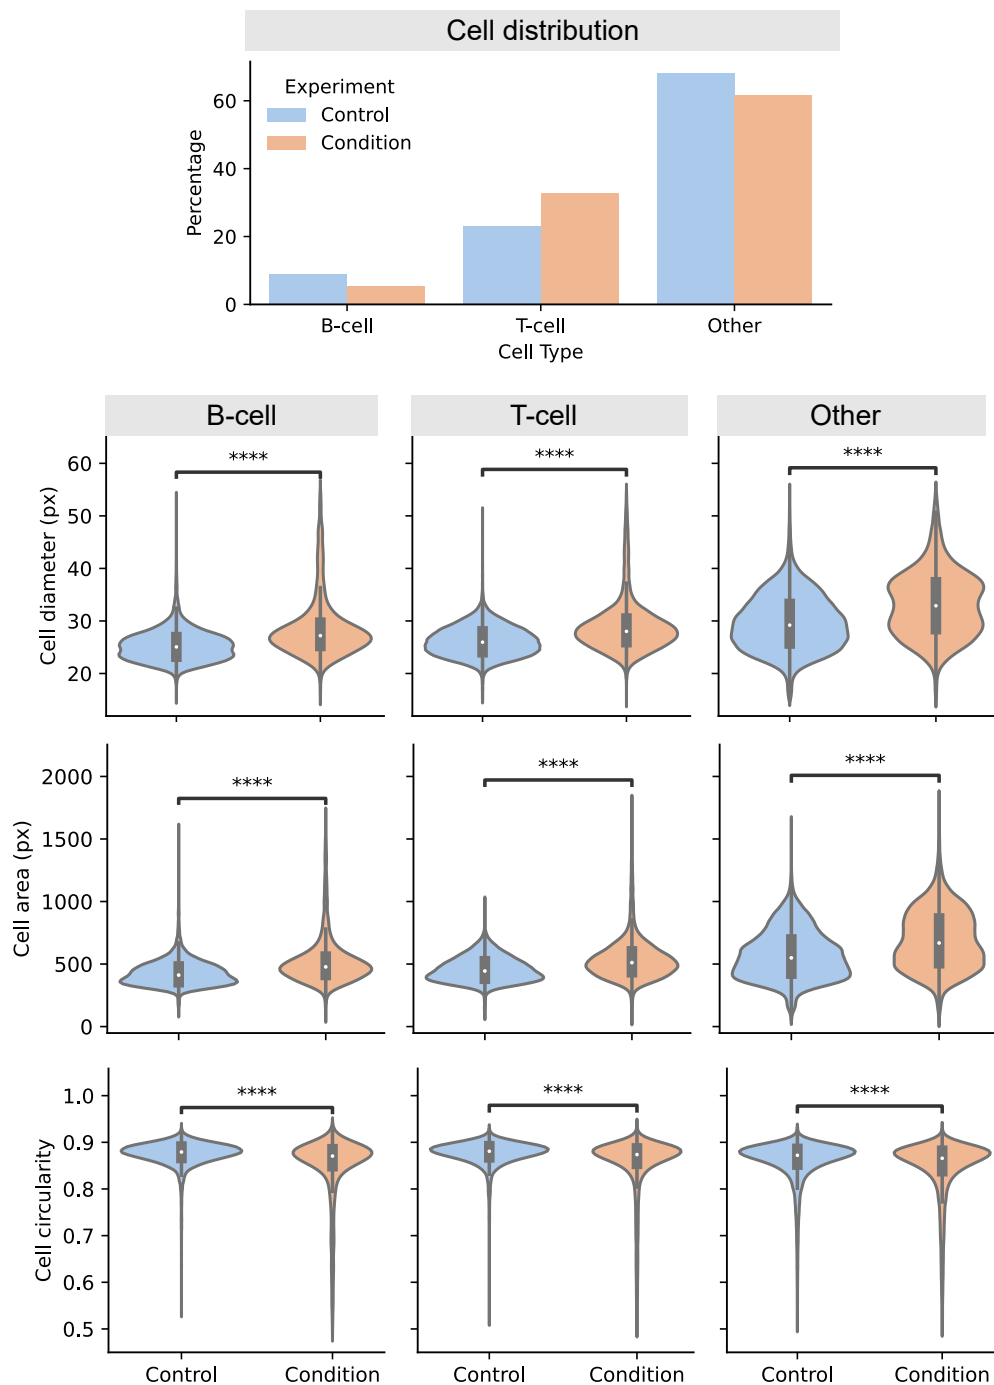 Cell distribution
Experiment
Control
Condition
Percentage
60
40
20
0
B-cell T-cell Other
Cell Type
B-cell T-cell Other
Cell diameter (px)
60
50
40
30
20
**** **** ****
Cell area (px)
2000
1500
1000
500
0
**** **** ****
Cell circularity
1.0
0.9
0.8
0.7
0.6
0.5
**** **** ****
Control Condition Control Condition Control Condition